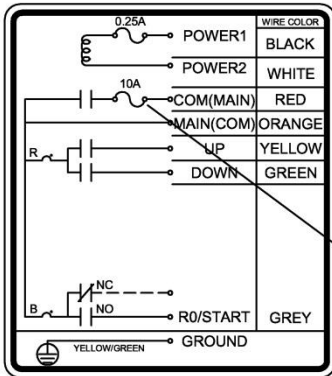 WIRE COLOR
0.25A POWER1 BLACK
POWER2 WHITE
10A COM(MAIN) RED
MAIN(COM) ORANGE
R UP YELLOW
DOWN GREEN
NC
B NO R0/START GREY
YELLOW/GREEN GROUND